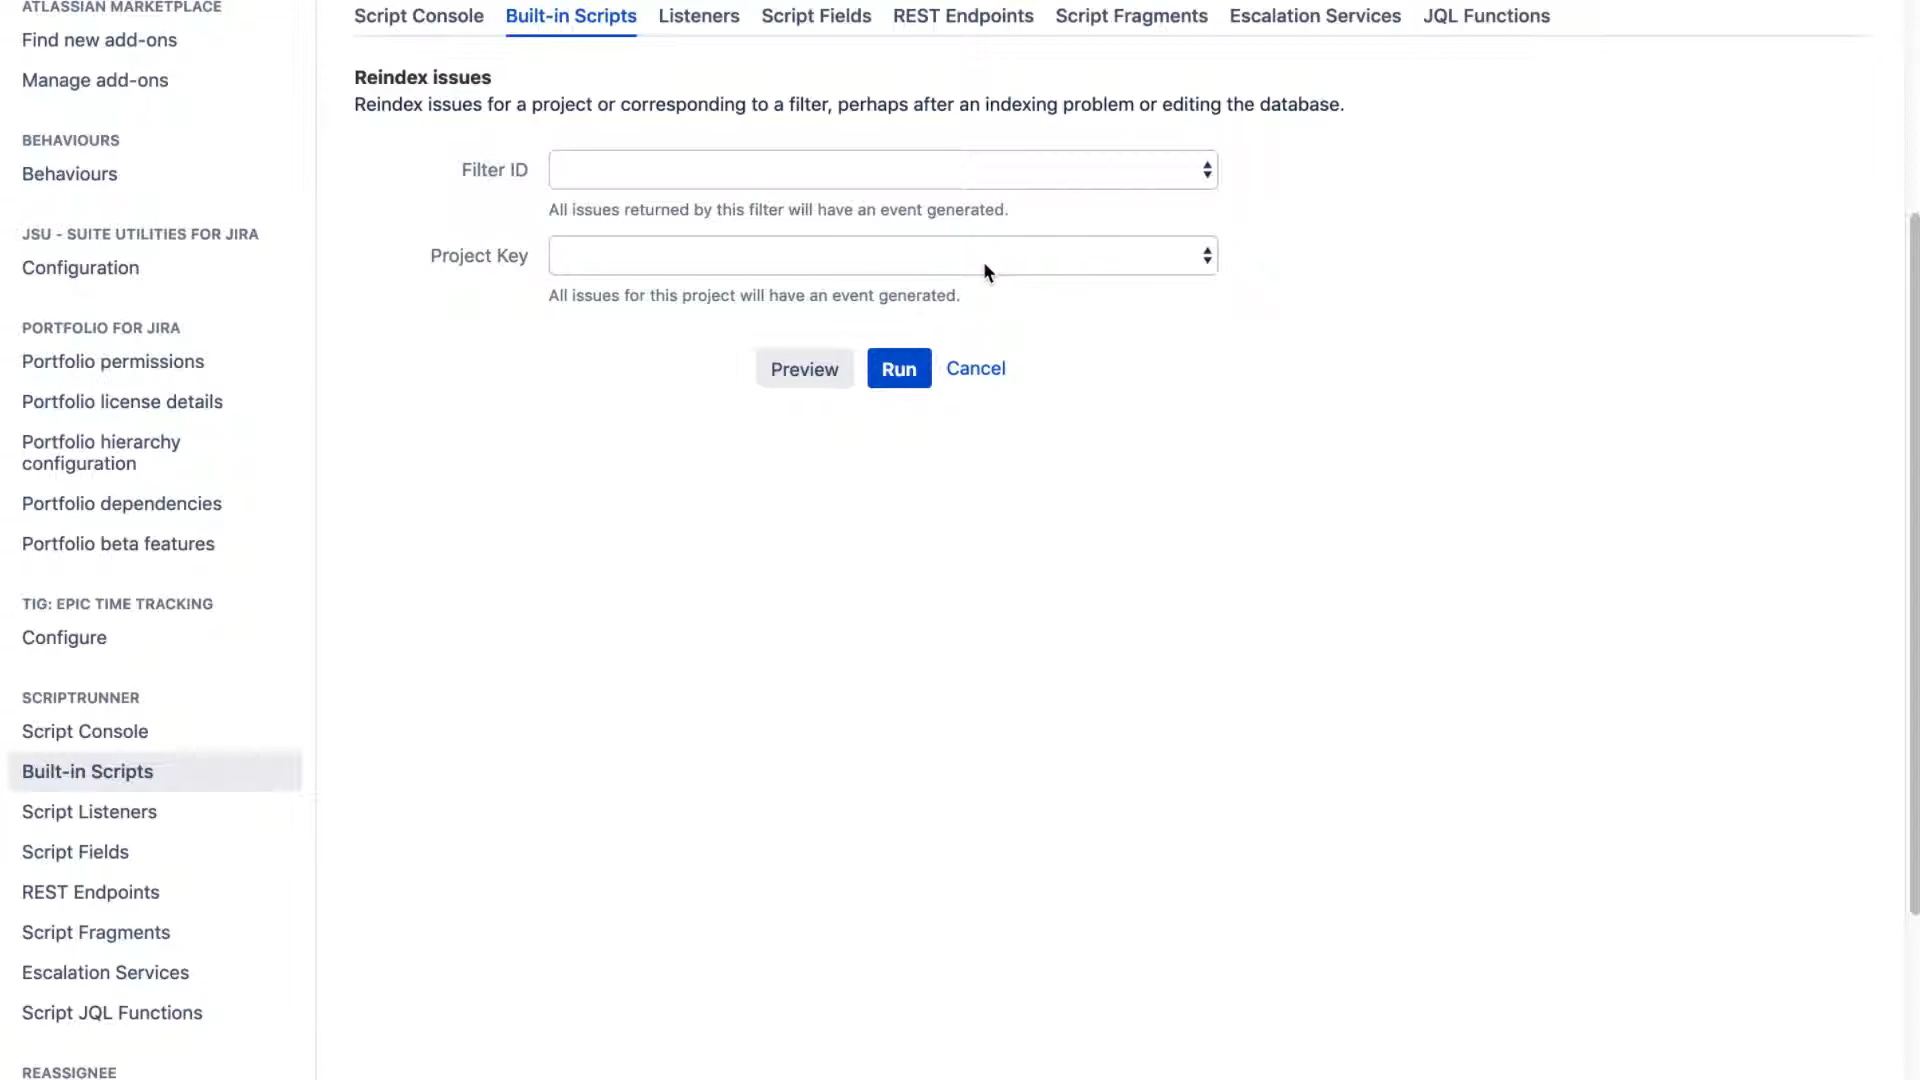 ATLASSIAN MARKETPLACE
Find new add-ons
Manage add-ons
BEHAVIOURS
Behaviours
JSU - SUITE UTILITIES FOR JIRA
Configuration
PORTFOLIO FOR JIRA
Portfolio permissions
Portfolio license details
Portfolio hierarchy
configuration
Portfolio dependencies
Portfolio beta features
TIG: EPIC TIME TRACKING
Configure
SCRIPTRUNNER
Script Console
Built-in Scripts
Script Listeners
Script Fields
REST Endpoints
Script Fragments
Escalation Services
Script JQL Functions
REASSIGNEE
Script Console Built-in Scripts Listeners Script Fields REST Endpoints Script Fragments Escalation Services JQL Functions
Reindex issues
Reindex issues for a project or corresponding to a filter, perhaps after an indexing problem or editing the database.
Filter ID
All issues returned by this filter will have an event generated.
Project Key
All issues for this project will have an event generated.
Preview Run Cancel